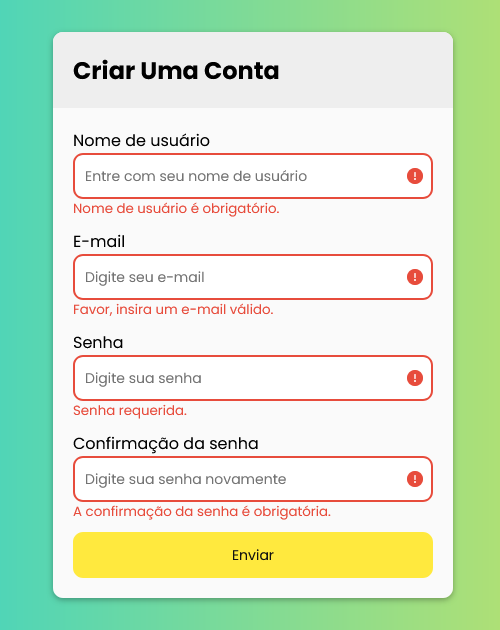 Criar Uma Conta
Nome de usuário
Entre com seu nome de usuário
Nome de usuário é obrigatório.
E-mail
Digite seu e-mail
Favor, insira um e-mail válido.
Senha
Digite sua senha
Senha requerida.
Confirmação da senha
Digite sua senha novamente
A confirmação da senha é obrigatória.
Enviar